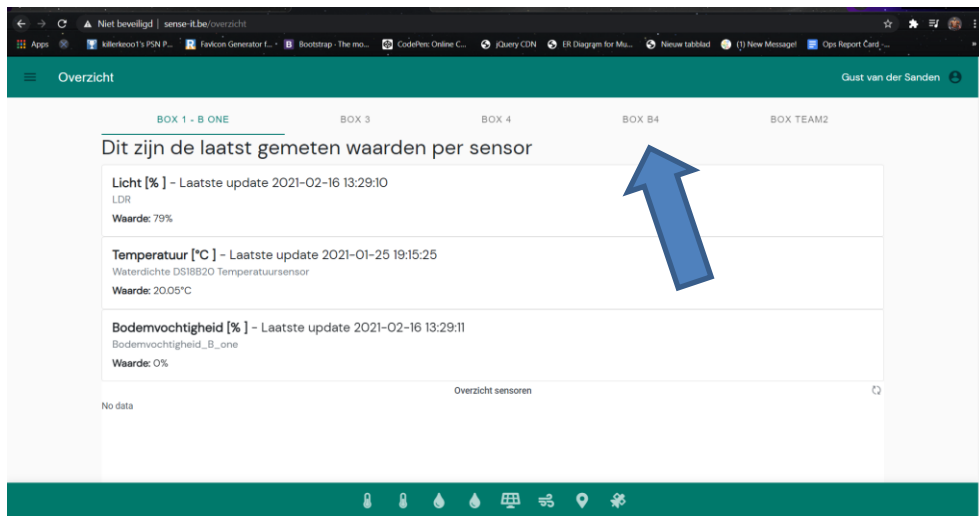 Niet beveiligd | sense-it.be/overzicht
Apps killerkeoo1's PSN P... Favicon Generator f... Bootstrap · The mo... CodePen: Online C... jQuery CDN ER Diagram for Mu... Nieuw tabblad (1) New Message! Ops Report Card -... »
Overzicht Gust van der Sanden
BOX 1 - B ONE BOX 3 BOX 4 BOX B4 BOX TEAM2
Dit zijn de laatst gemeten waarden per sensor
Licht [% ] - Laatste update 2021-02-16 13:29:10
LDR
Waarde: 79%
Temperatuur [°C ] - Laatste update 2021-01-25 19:15:25
Waterdichte DS18B20 Temperatuursensor
Waarde: 20.05°C
Bodemvochtigheid [% ] - Laatste update 2021-02-16 13:29:11
Bodemvochtigheid_B_one
Waarde: 0%
Overzicht sensoren
No data